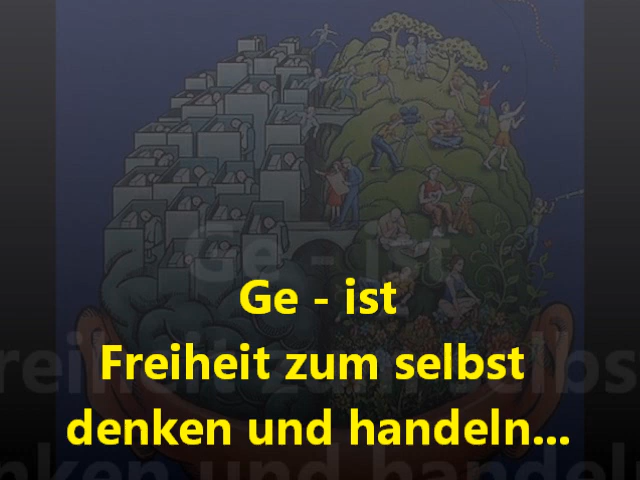 Ge - ist
Freiheit zum selbst
denken und handeln...